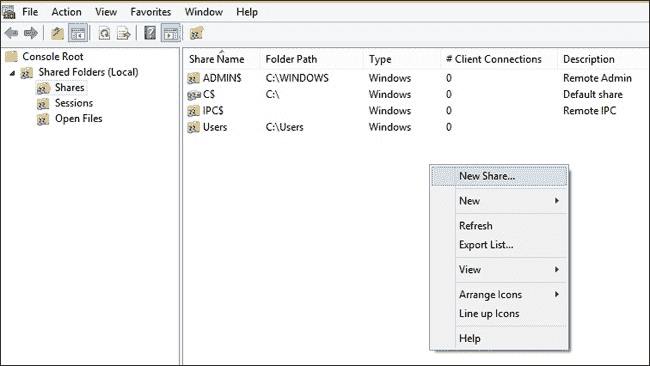 File Action View Favorites Window Help
Console Root
Shared Folders (Local)
Shares
Sessions
Open Files
Share Name Folder Path Type # Client Connections Description
ADMIN$ C:\WINDOWS Windows 0 Remote Admin
C$ C:\ Windows 0 Default share
IPC$ Windows 0 Remote IPC
Users C:\Users Windows 0
New Share...
New
Refresh
Export List...
View
Arrange Icons
Line up Icons
Help